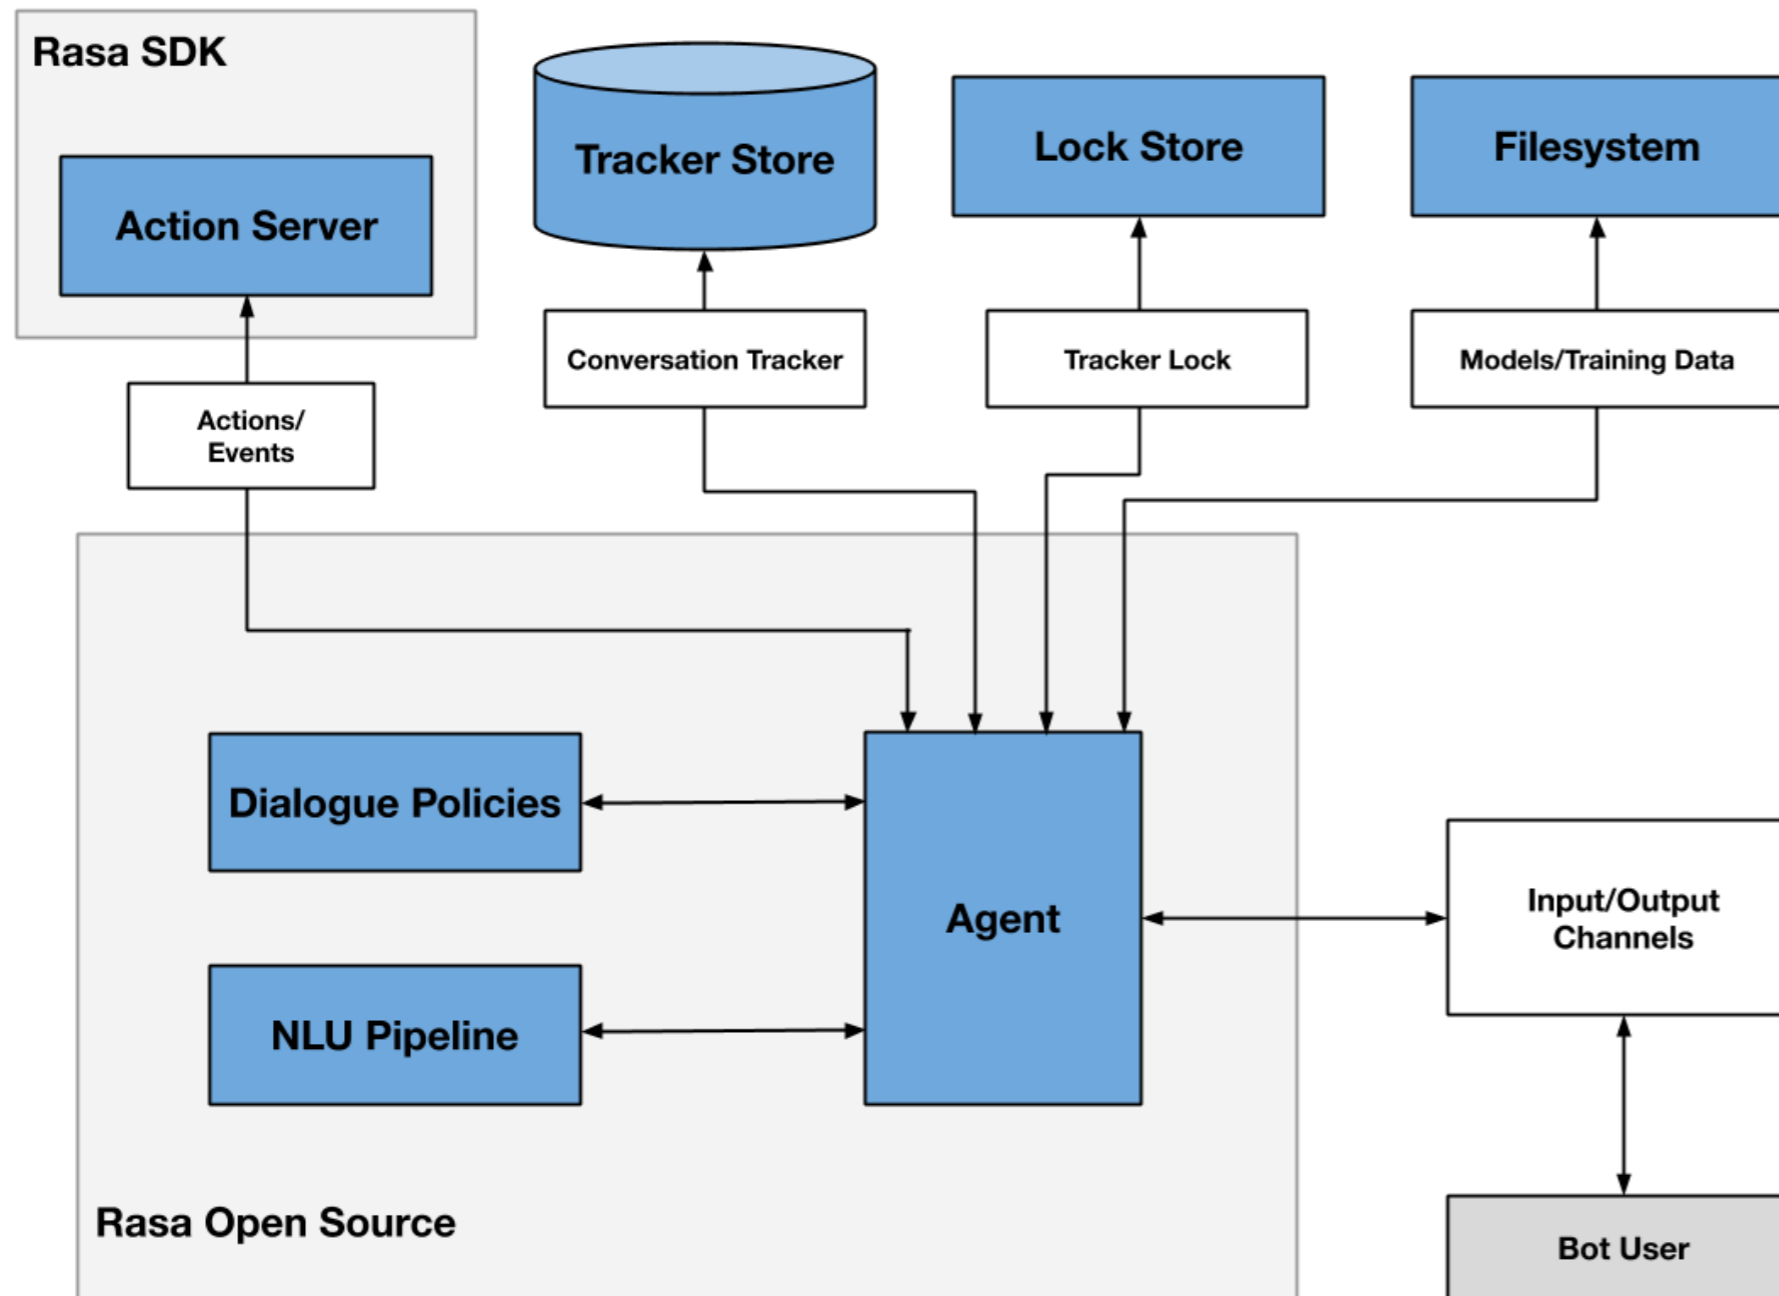 Rasa SDK
Action Server
Tracker Store
Lock Store
Filesystem
Conversation Tracker
Tracker Lock
Models/Training Data
Actions/
Events
Dialogue Policies
Agent
NLU Pipeline
Input/Output
Channels
Rasa Open Source
Bot User